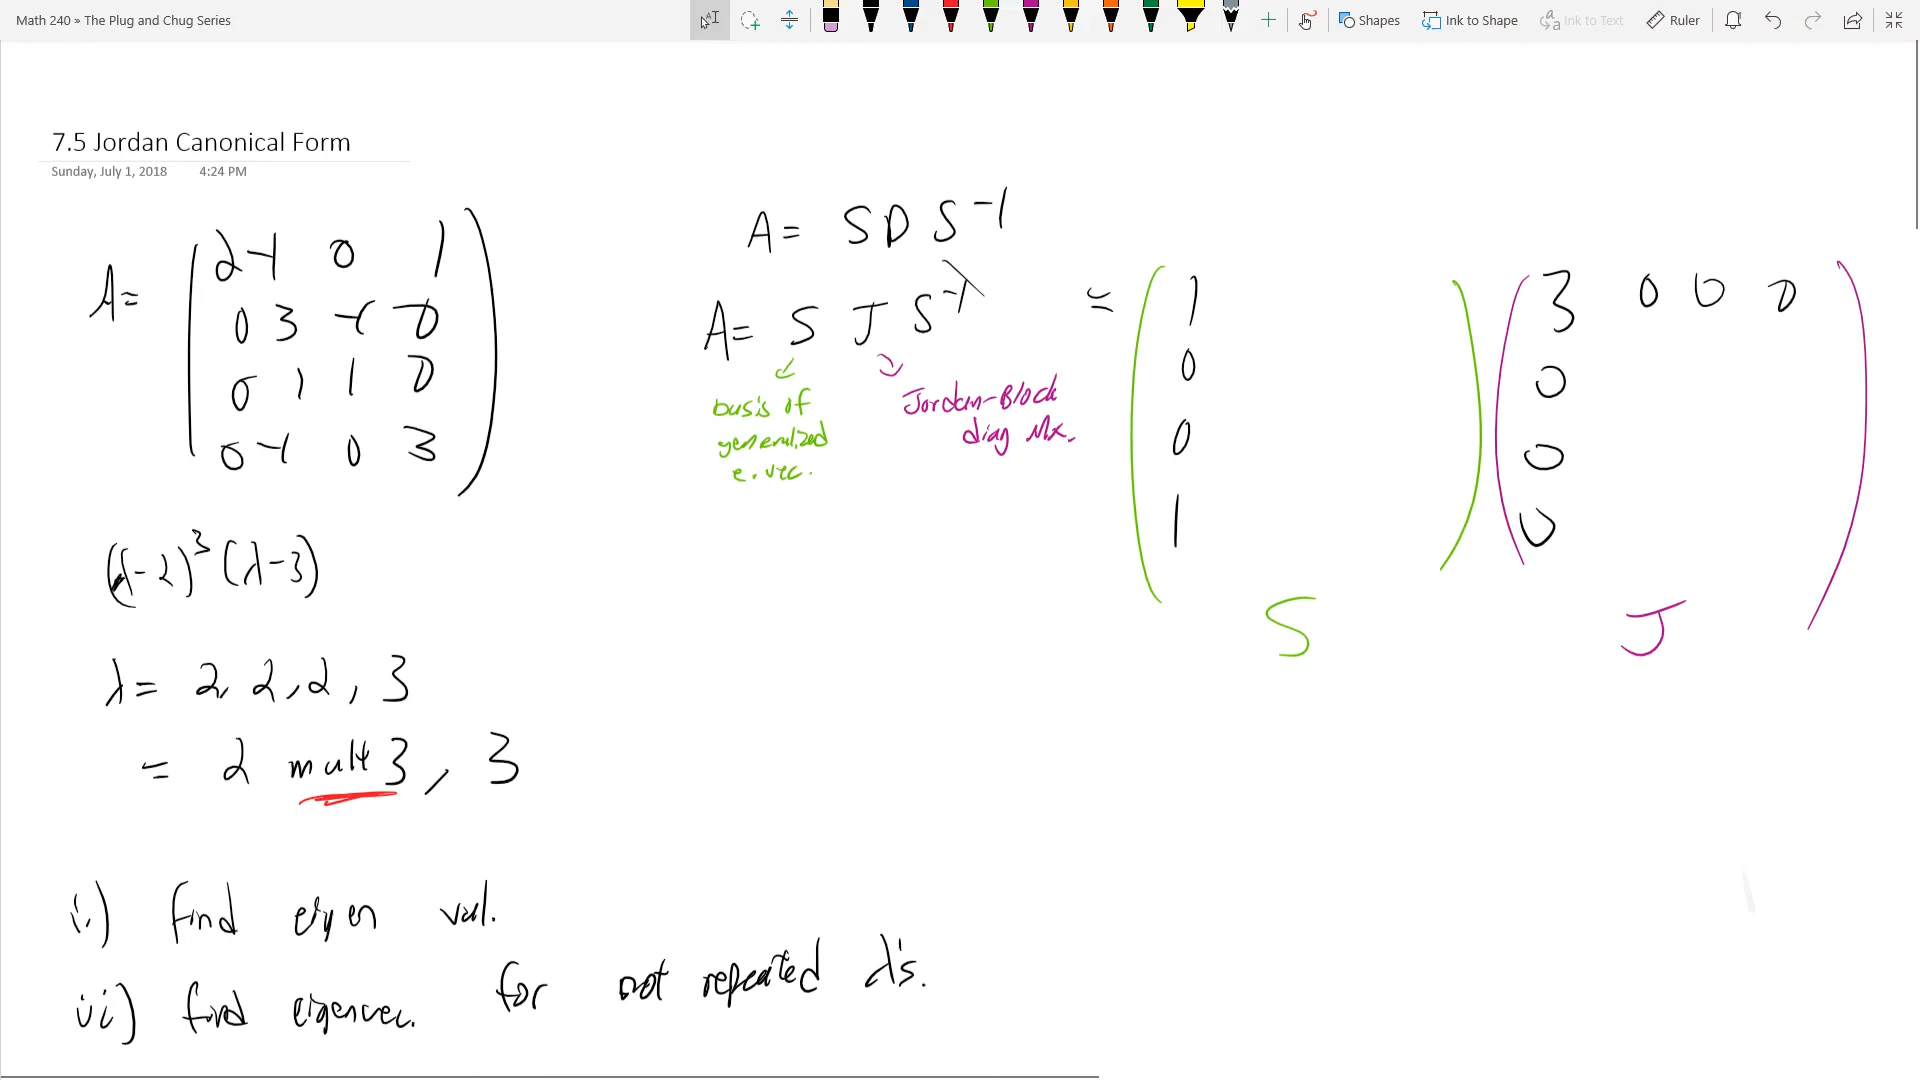 Math 240 » The Plug and Chug Series
Shapes
Ink to Shape
Ink to Text
Ruler
7.5 Jordan Canonical Form
Sunday, July 1, 2018 4:24 PM
A = S D S⁻¹
A =
2 -1 0 1
0 3 -1 0
0 1 1 0
0 -1 0 3
A = S J S⁻¹
basis of
generalized
e. vec.
Jordan-Block
diag Mx.
=
1
0
0
1
S
3 0 0 0
0
0
0
J
(λ-2)³(λ-3)
λ = 2, 2, 2, 3
= 2 mult 3, 3
i.) find eigen val.
ii) find eigenvec. for not repeated λ's.